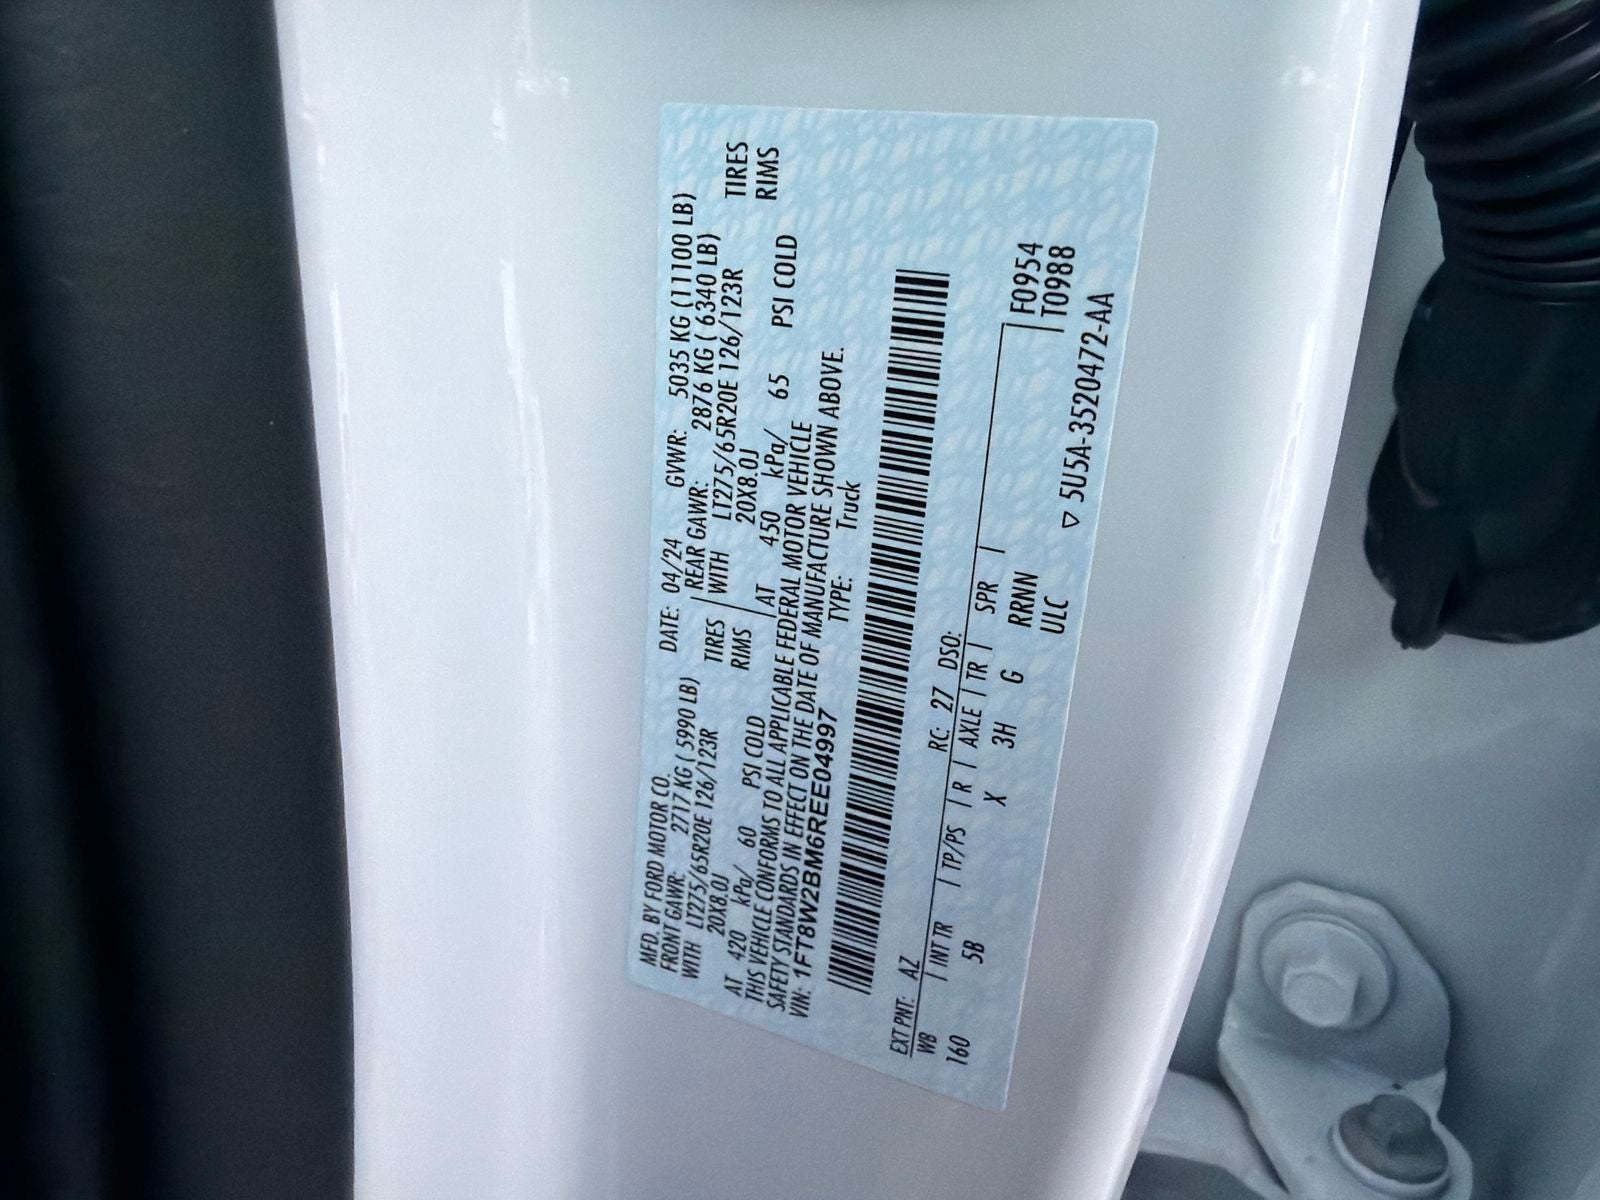 MFD. BY FORD MOTOR CO. DATE: 04/24 GVWR: 5035 KG (11100 LB)
FRONT GAWR: 2717 KG ( 5990 LB) REAR GAWR: 2876 KG ( 6340 LB)
WITH LT275/65R20E 126/123R TIRES WITH LT275/65R20E 126/123R TIRES
20X8.0J RIMS 20X8.0J RIMS
AT 420 kPa/ 60 PSI COLD AT 450 kPa/ 65 PSI COLD
THIS VEHICLE CONFORMS TO ALL APPLICABLE FEDERAL MOTOR VEHICLE
SAFETY STANDARDS IN EFFECT ON THE DATE OF MANUFACTURE SHOWN ABOVE.
VIN: 1FT8W2BM6REE04997 TYPE: Truck
F0954
T0988
EXT PNT: AZ RC: 27 DSO:
WB INT TR TP/PS R AXLE TR SPR
160 5B X 3H G RRNN
ULC
▽ 5U5A-3520472-AA